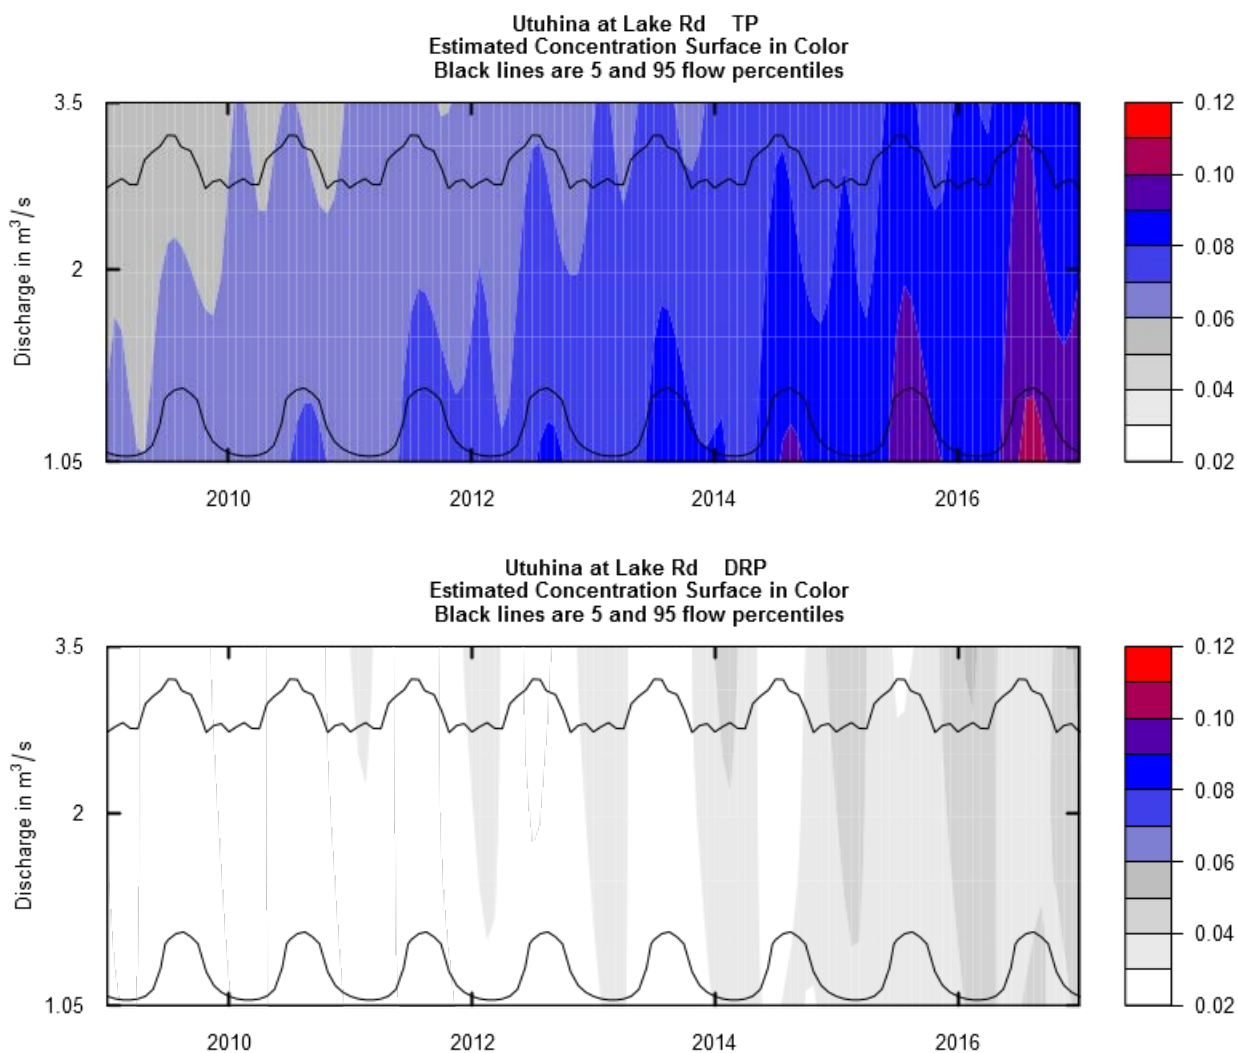 Utuhina at Lake Rd TP
Estimated Concentration Surface in Color
Black lines are 5 and 95 flow percentiles
Discharge in m³/s
3.5
2
1.05
2010 2012 2014 2016
0.12
0.10
0.08
0.06
0.04
0.02
Utuhina at Lake Rd DRP
Estimated Concentration Surface in Color
Black lines are 5 and 95 flow percentiles
Discharge in m³/s
3.5
2
1.05
2010 2012 2014 2016
0.12
0.10
0.08
0.06
0.04
0.02